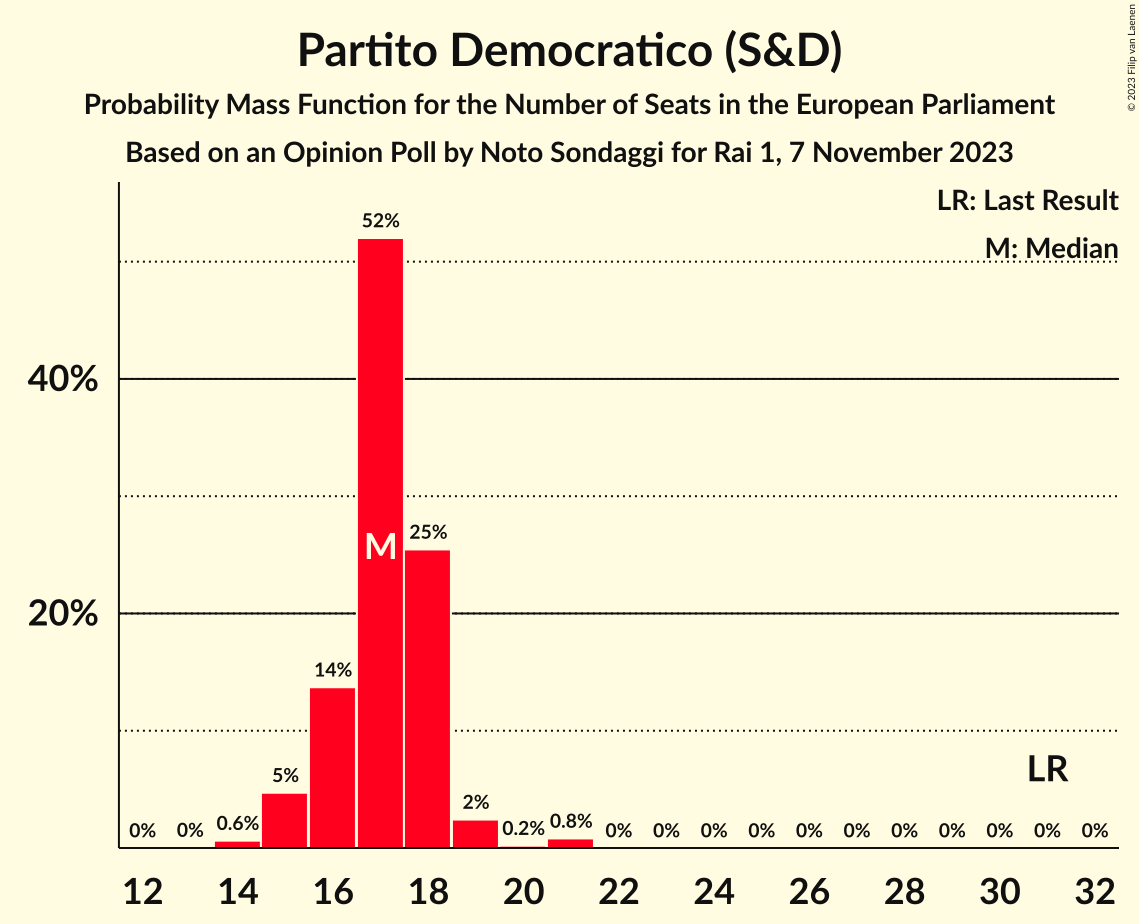 Partito Democratico (S&D)
Probability Mass Function for the Number of Seats in the European Parliament
Based on an Opinion Poll by Noto Sondaggi for Rai 1, 7 November 2023
© 2023 Filip van Laenen
LR: Last Result
M: Median
40%
20%
0% 0% 0.6% 5% 14% 52% 25% 2% 0.2% 0.8% 0% 0% 0% 0% 0% 0% 0% 0% 0% 0% 0%
M
LR
12 14 16 18 20 22 24 26 28 30 32